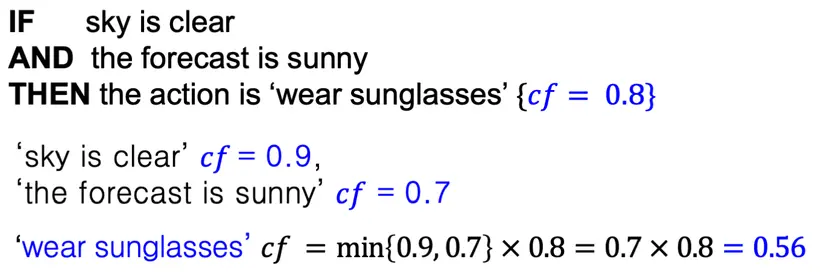 IF sky is clear
AND the forecast is sunny
THEN the action is ‘wear sunglasses’ {cf = 0.8}
‘sky is clear’ cf = 0.9,
‘the forecast is sunny’ cf = 0.7
‘wear sunglasses’ cf = min{0.9, 0.7} × 0.8 = 0.7 × 0.8 = 0.56